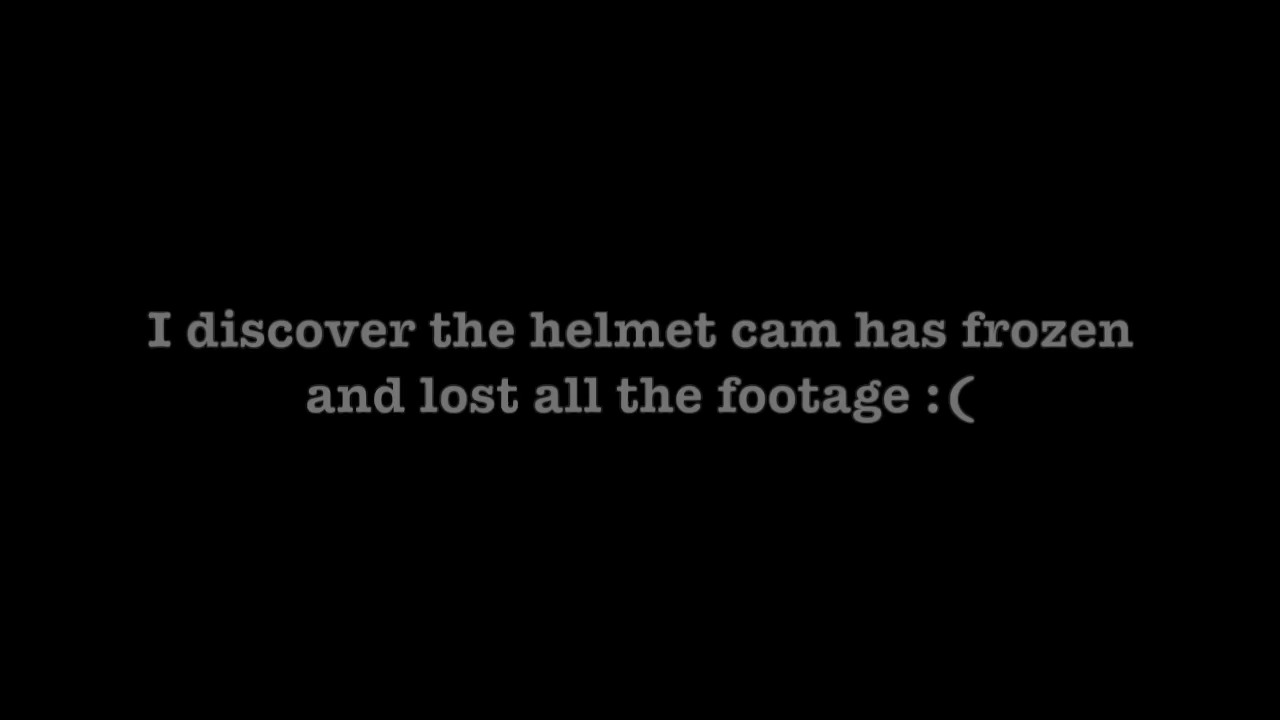 I discover the helmet cam has frozen
and lost all the footage :(